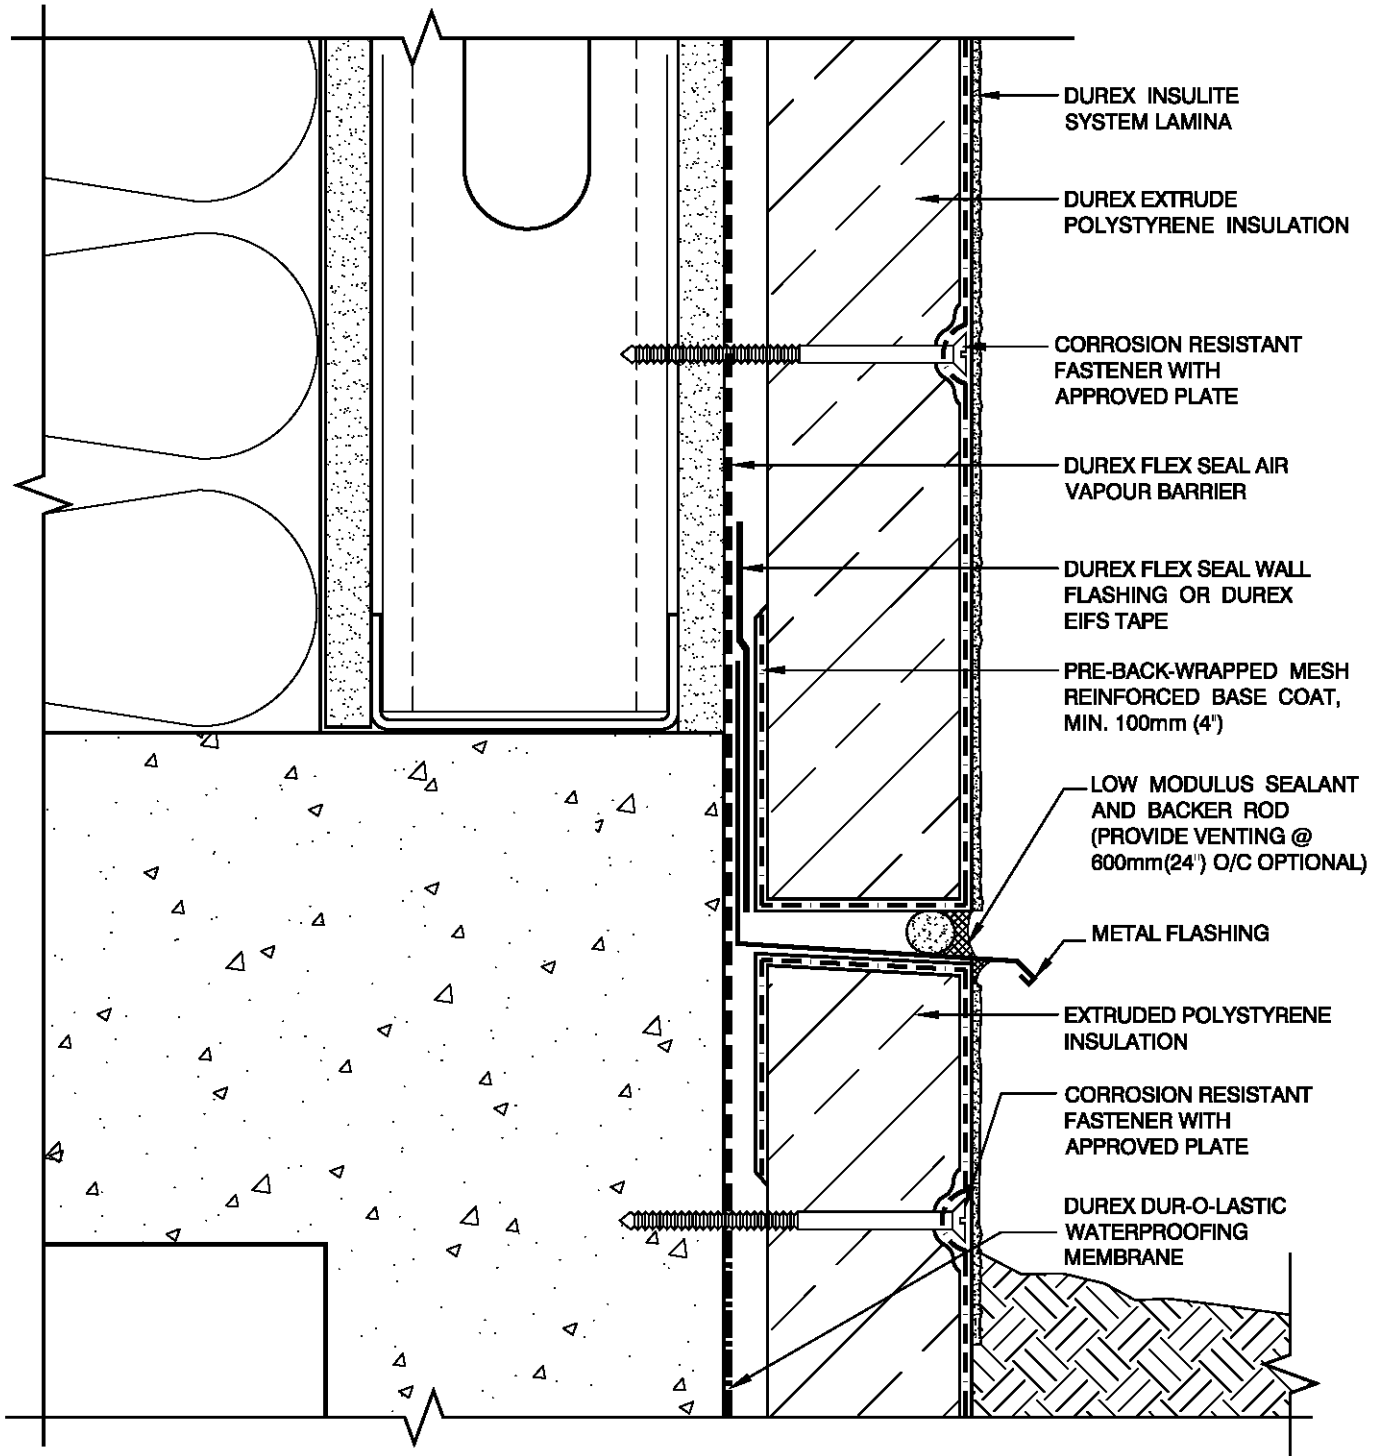 DUREX INSULITE
SYSTEM LAMINA
DUREX EXTRUDE
POLYSTYRENE INSULATION
CORROSION RESISTANT
FASTENER WITH
APPROVED PLATE
DUREX FLEX SEAL AIR
VAPOUR BARRIER
DUREX FLEX SEAL WALL
FLASHING OR DUREX
EIFS TAPE
PRE-BACK-WRAPPED MESH
REINFORCED BASE COAT,
MIN. 100mm (4")
LOW MODULUS SEALANT
AND BACKER ROD
(PROVIDE VENTING @
600mm(24") O/C OPTIONAL)
METAL FLASHING
EXTRUDED POLYSTYRENE
INSULATION
CORROSION RESISTANT
FASTENER WITH
APPROVED PLATE
DUREX DUR-O-LASTIC
WATERPROOFING
MEMBRANE